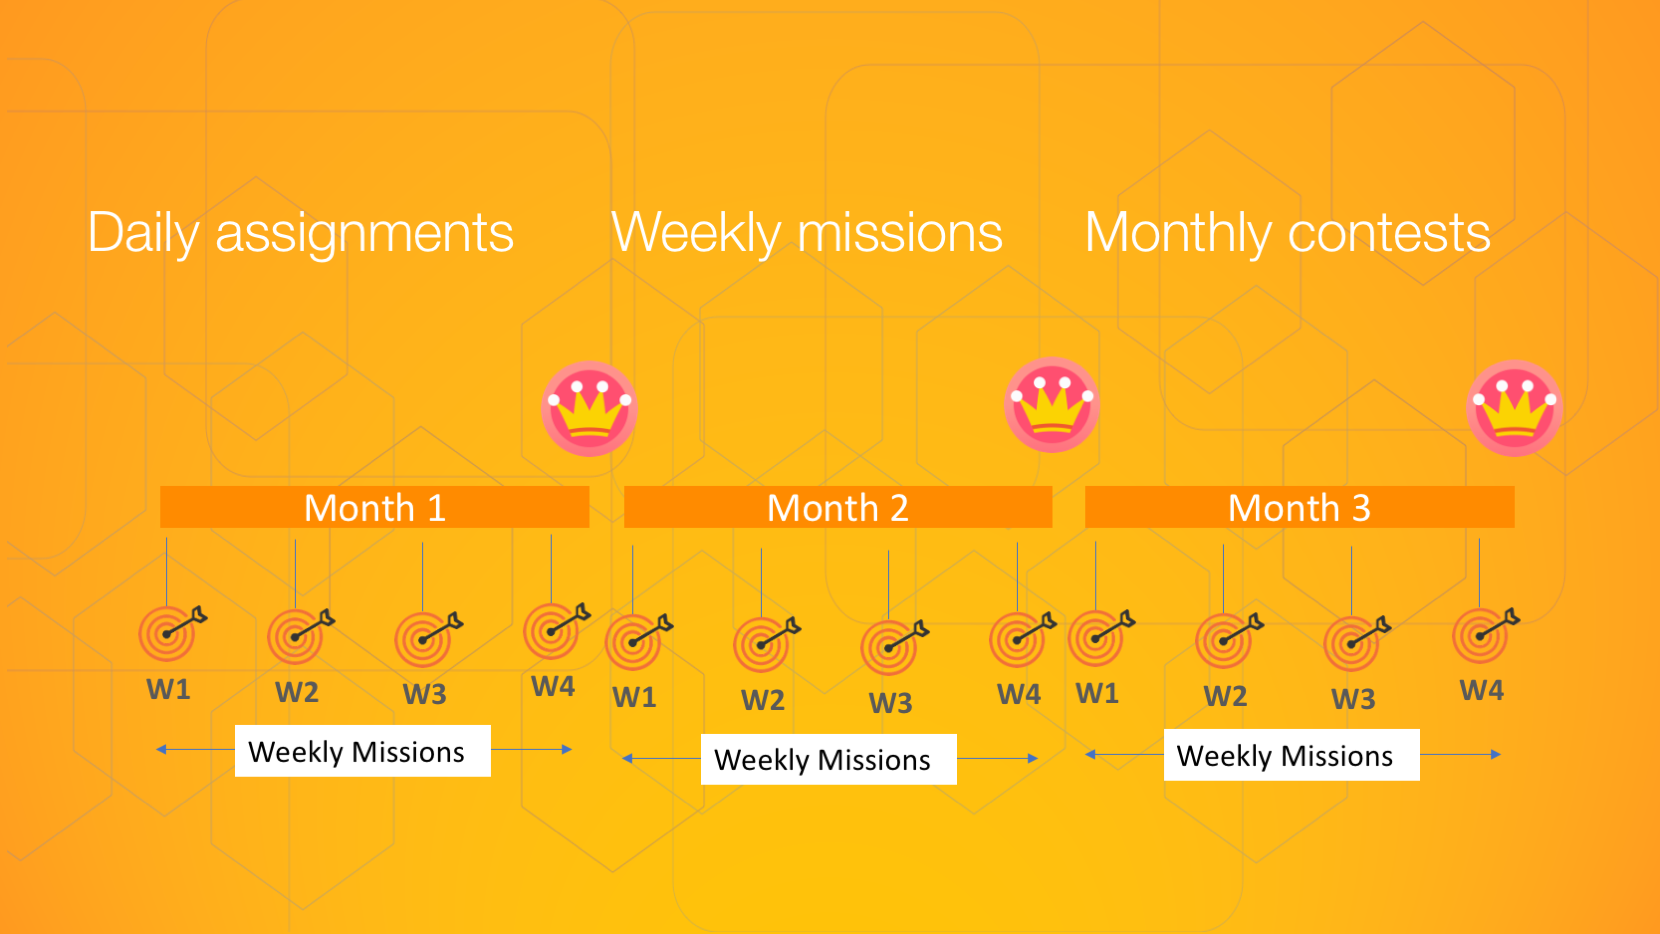 Daily assignments
Weekly missions
Monthly contests
Month 1
Month 2
Month 3
W1
W2
W3
W4
W1
W2
W3
W4
W1
W2
W3
W4
Weekly Missions
Weekly Missions
Weekly Missions